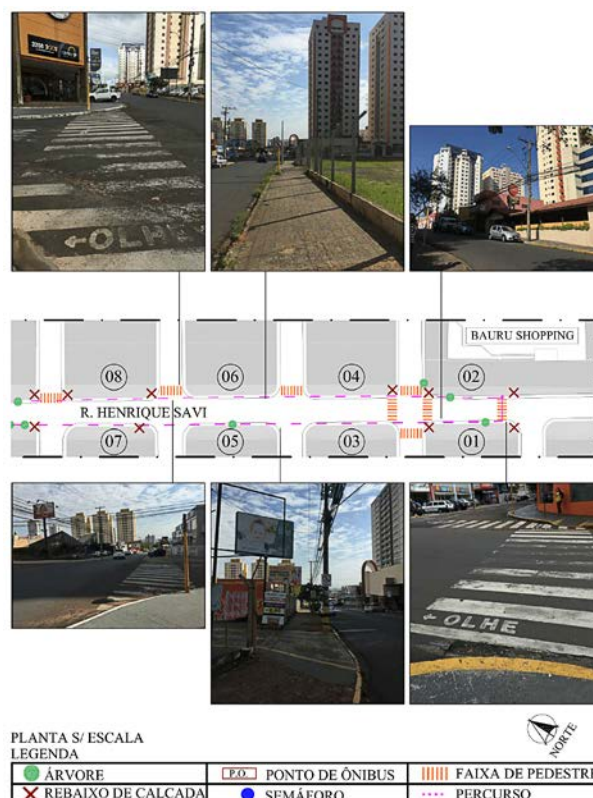 ←OLHE
BAURU SHOPPING
08
06
04
02
R. HENRIQUE SAVI
07
05
03
01
← OLHE
PLANTA S/ ESCALA
LEGENDA
NORTE
ÁRVORE
P.O. PONTO DE ÔNIBUS
FAIXA DE PEDESTRE
REBAIXO DE CALÇADA
SEMÁFORO
PERCURSO